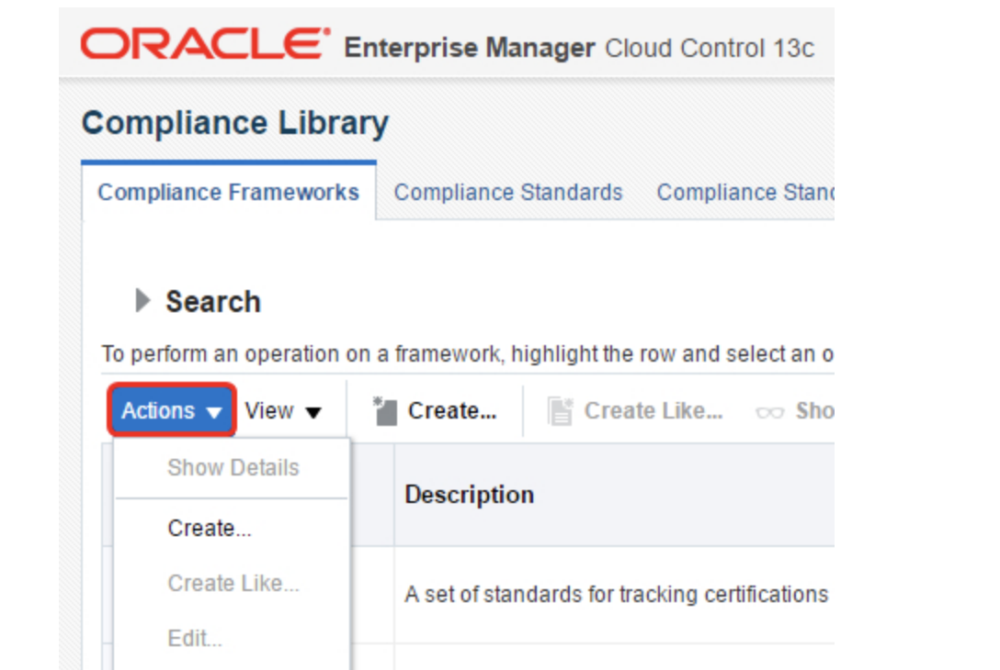 ORACLE Enterprise Manager Cloud Control 13c
Compliance Library
Compliance Frameworks Compliance Standards Compliance
Search
To perform an operation on a framework, highlight the row and select an
Actions View Create... Create Like...
Show Details
Description
Create...
Create Like...
A set of standards for tracking certifications
Edit...